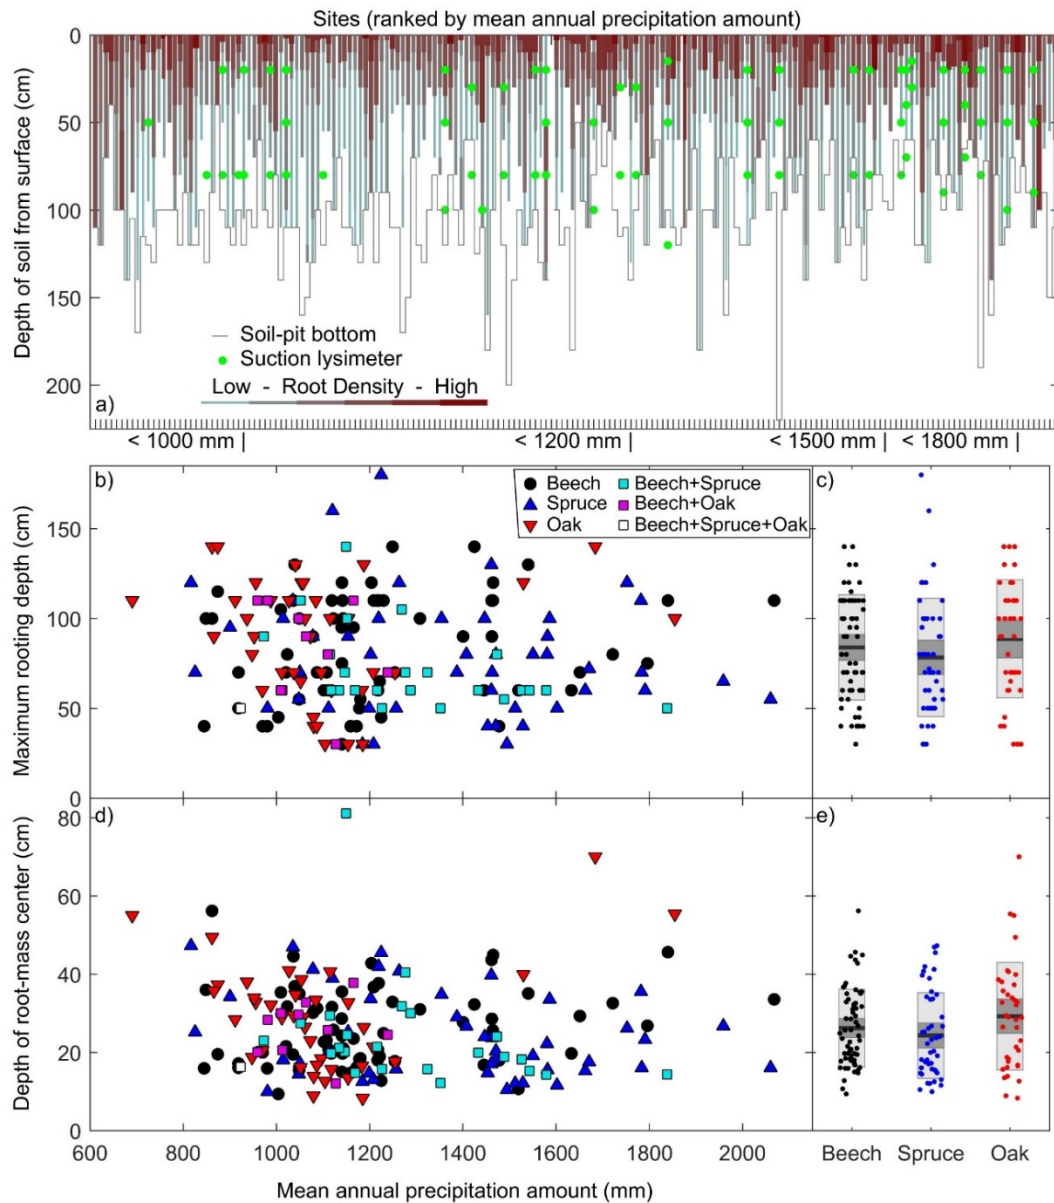 Sites (ranked by mean annual precipitation amount)
0
50
100
150
200
Depth of soil from surface (cm)
Soil-pit bottom
Suction lysimeter
Low - Root Density - High
a)
< 1000 mm | < 1200 mm | < 1500 mm | < 1800 mm |
b)
Beech
Spruce
Oak
Beech+Spruce
Beech+Oak
Beech+Spruce+Oak
c)
150
100
50
0
Maximum rooting depth (cm)
d)
e)
80
60
40
20
0
Depth of root-mass center (cm)
600 800 1000 1200 1400 1600 1800 2000
Beech Spruce Oak
Mean annual precipitation amount (mm)